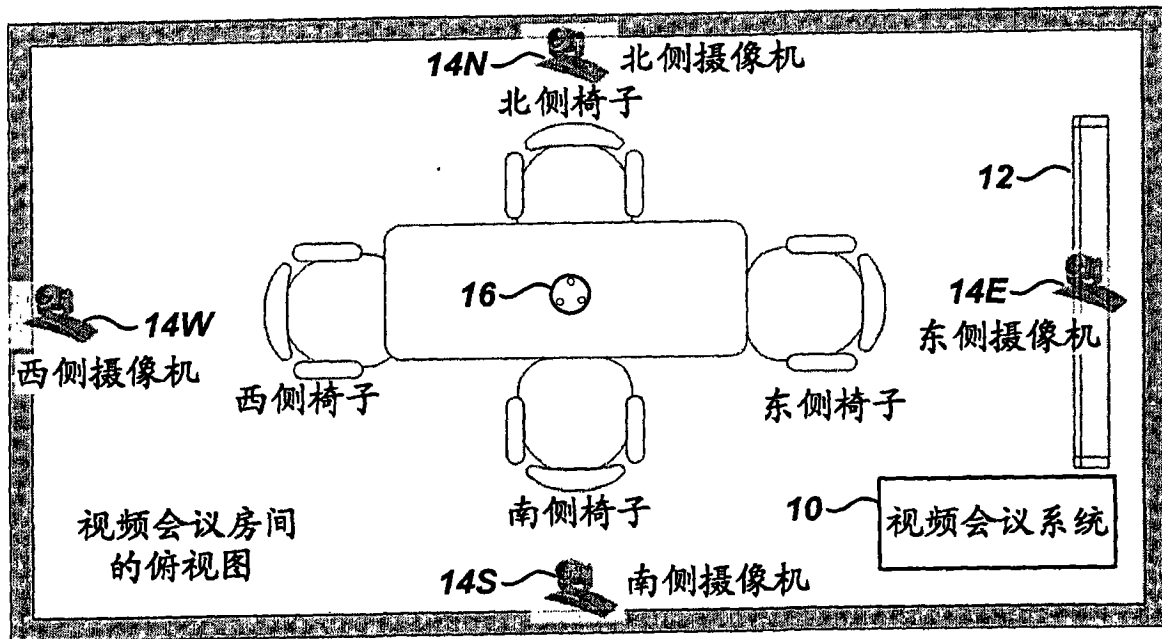 14N
北侧摄像机
北侧椅子
12
16
14E
14W
东侧摄像机
西侧摄像机
西侧椅子
东侧椅子
南侧椅子
10
视频会议系统
视频会议房间
的俯视图
14S
南侧摄像机